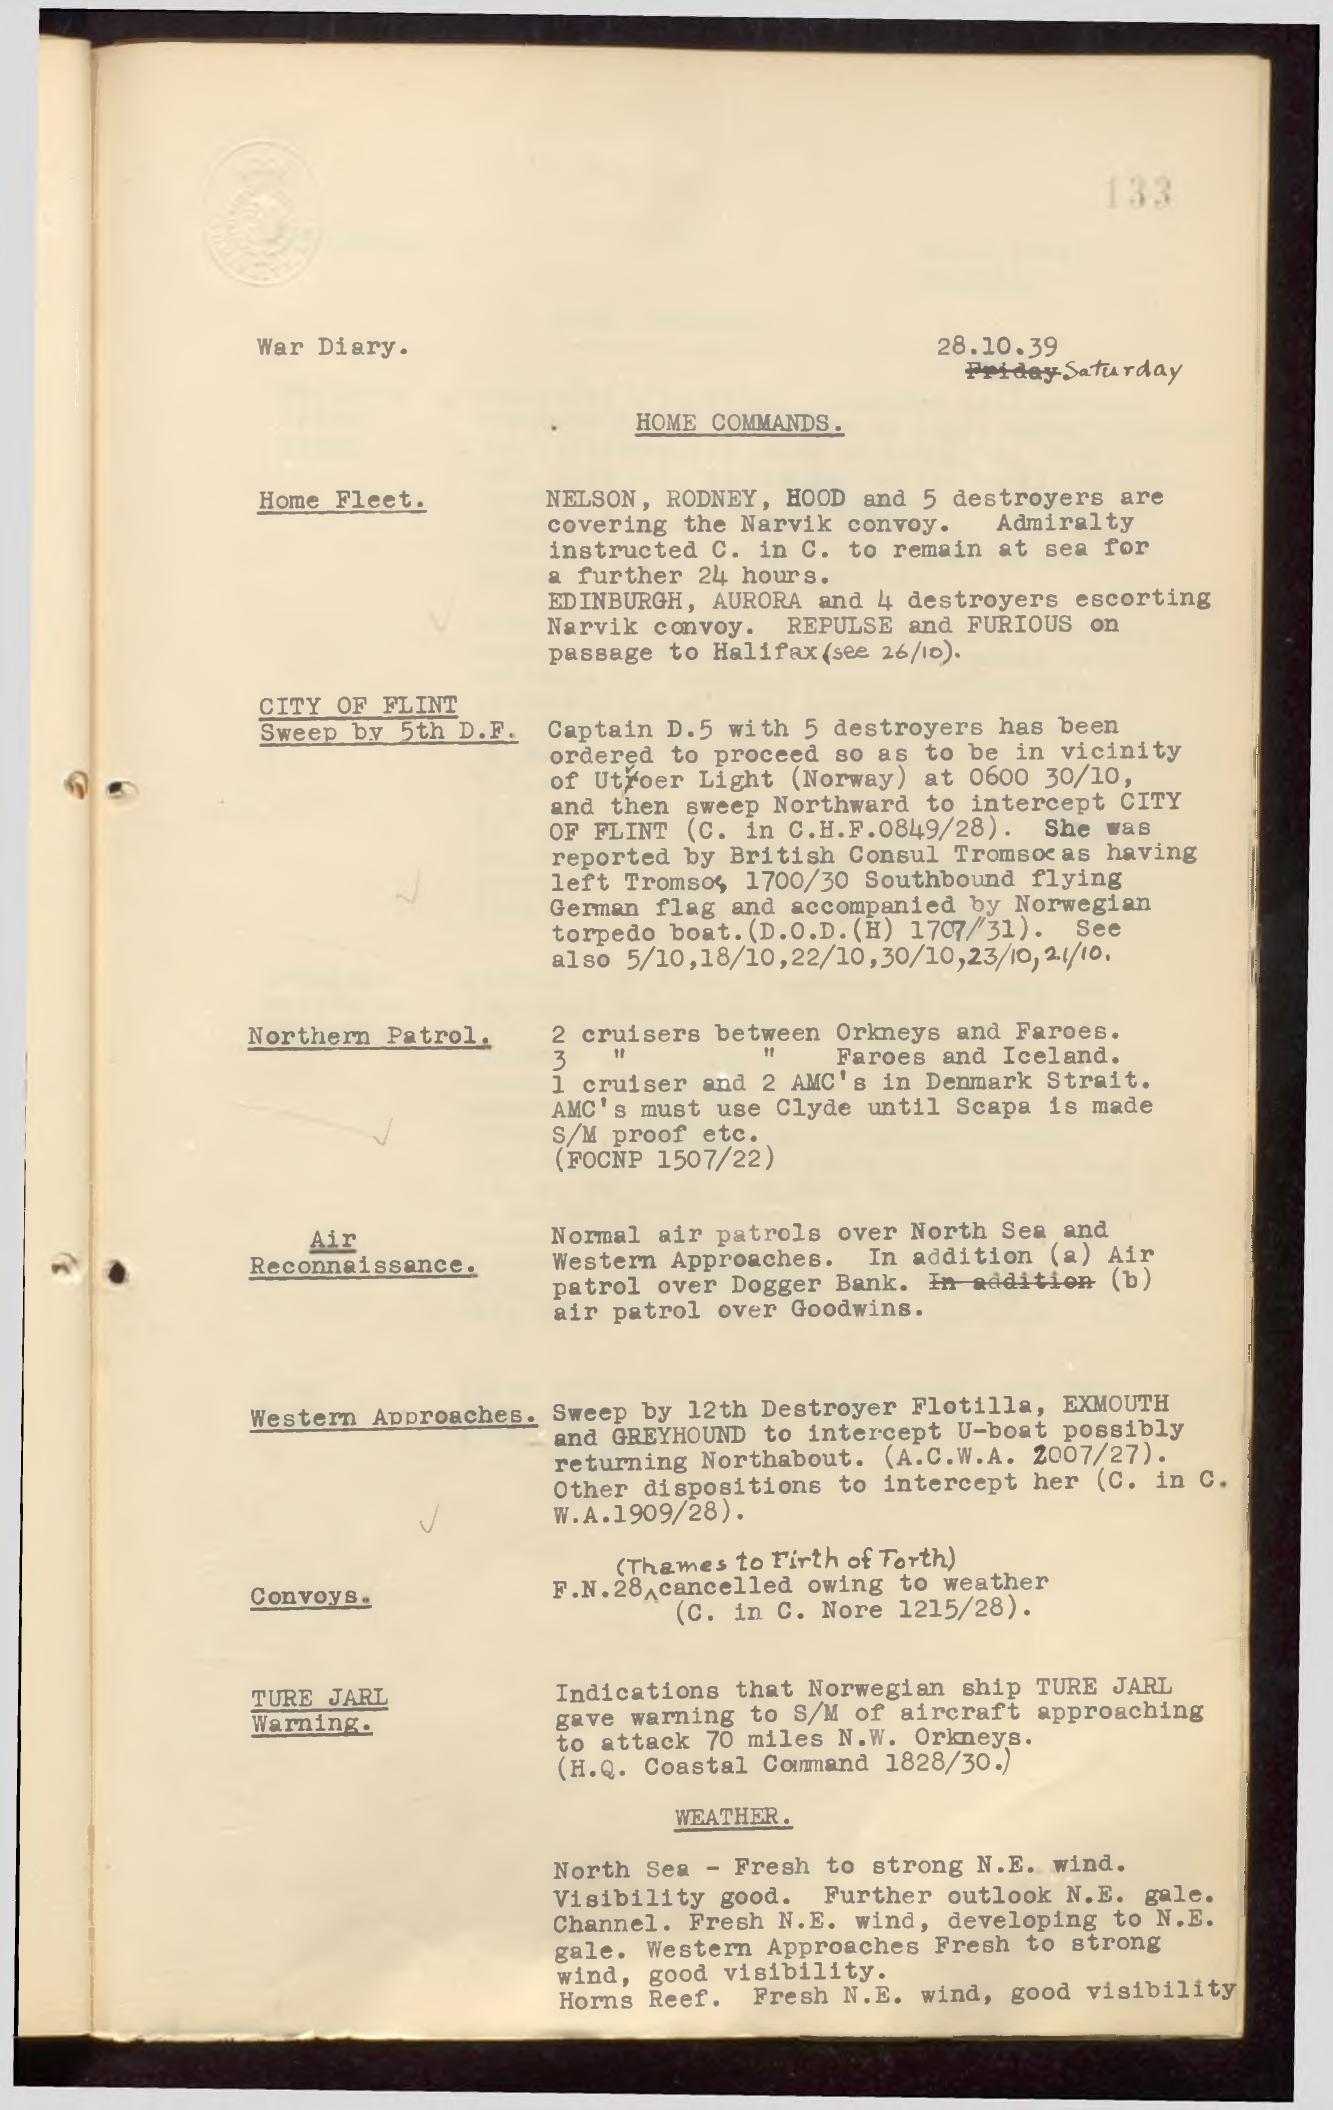 133
War Diary.
28.10.39
Friday Saturday
HOME COMMANDS.
Home Fleet.
NELSON, RODNEY, HOOD and 5 destroyers are
covering the Narvik convoy. Admiralty
instructed C. in C. to remain at sea for
a further 24 hours.
EDINBURGH, AURORA and 4 destroyers escorting
Narvik convoy. REPULSE and FURIOUS on
passage to Halifax (see 26/10).
CITY OF FLINT
Sweep by 5th D.F.
Captain D.5 with 5 destroyers has been
ordered to proceed so as to be in vicinity
of Utvoer Light (Norway) at 0600 30/10,
and then sweep Northward to intercept CITY
OF FLINT (C. in C.H.F.0849/28). She was
reported by British Consul Tromsoe as having
left Tromsoe, 1700/30 Southbound flying
German flag and accompanied by Norwegian
torpedo boat.(D.O.D.(H) 1707/31). See
also 5/10,18/10,22/10,30/10,23/10,21/10.
Northern Patrol.
2 cruisers between Orkneys and Faroes.
3 " " Faroes and Iceland.
1 cruiser and 2 AMC's in Denmark Strait.
AMC's must use Clyde until Scapa is made
S/M proof etc.
(FOCNP 1507/22)
Air
Reconnaissance.
Normal air patrols over North Sea and
Western Approaches. In addition (a) Air
patrol over Dogger Bank. In addition (b)
air patrol over Goodwins.
Western Approaches.
Sweep by 12th Destroyer Flotilla, EXMOUTH
and GREYHOUND to intercept U-boat possibly
returning Northabout. (A.C.W.A. 2007/27).
Other dispositions to intercept her (C. in C.
W.A.1909/28).
(Thames to Firth of Forth)
Convoys.
F.N.28 cancelled owing to weather
(C. in C. Nore 1215/28).
TURE JARL
Warning.
Indications that Norwegian ship TURE JARL
gave warning to S/M of aircraft approaching
to attack 70 miles N.W. Orkneys.
(H.Q. Coastal Command 1828/30.)
WEATHER.
North Sea - Fresh to strong N.E. wind.
Visibility good. Further outlook N.E. gale.
Channel. Fresh N.E. wind, developing to N.E.
gale. Western Approaches Fresh to strong
wind, good visibility.
Horns Reef. Fresh N.E. wind, good visibility